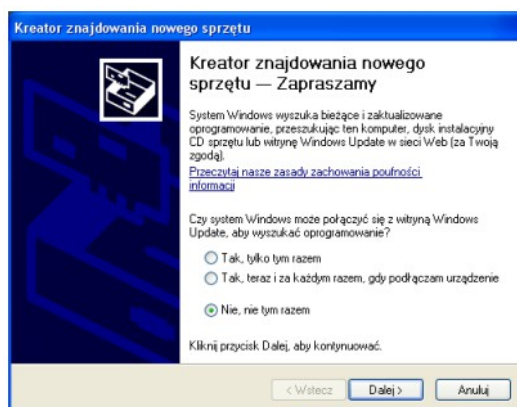 Kreator znajdowania nowego sprzętu
Kreator znajdowania nowego
sprzętu — Zapraszamy
System Windows wyszuka bieżące i zaktualizowane
oprogramowanie, przeszukując ten komputer, dysk instalacyjny
CD sprzętu lub witrynę Windows Update w sieci Web (za Twoją
zgodą).
Przeczytaj nasze zasady zachowania poufności
informacji
Czy system Windows może połączyć się z witryną Windows
Update, aby wyszukać oprogramowanie?
Tak, tylko tym razem
Tak, teraz i za każdym razem, gdy podłączam urządzenie
Nie, nie tym razem
Kliknij przycisk Dalej, aby kontynuować.
< Wstecz Dalej > Anuluj